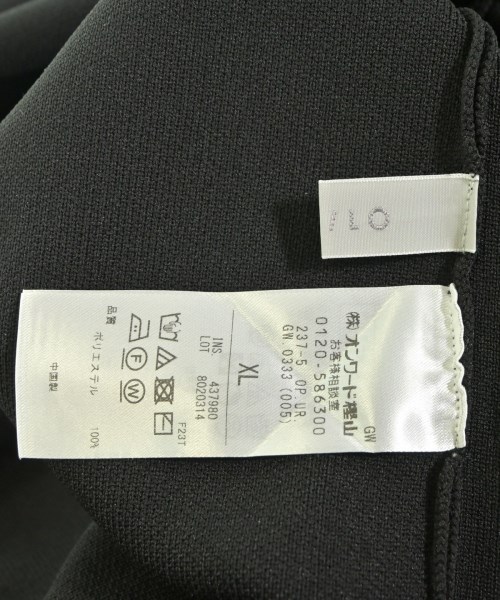 GW
㈱オンワード樫山
お客様相談室
0120-586300
237-5 OP.UR.
GW.0333 (005)
XL
INS. 437980
LOT 8020314
F23T
品質 ポリエステル 100%
中国製